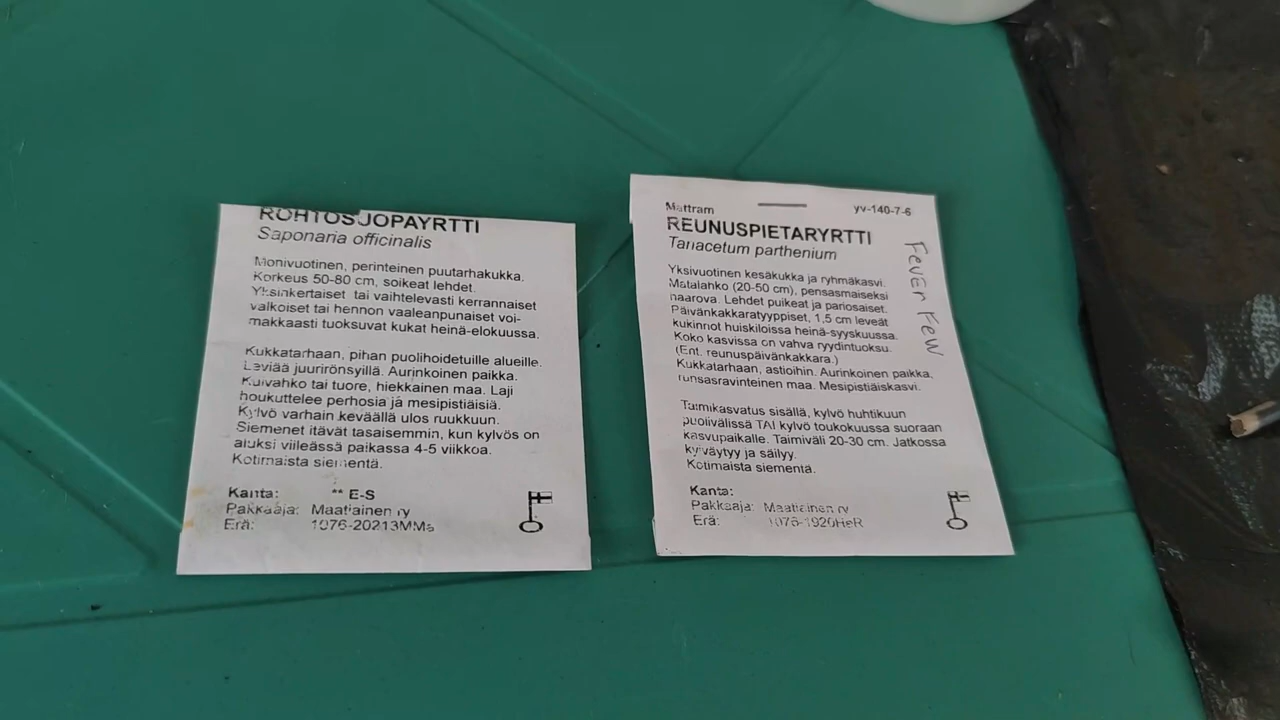 ROHTOSUOPAYRTTI
Saponaria officinalis
Monivuotinen, perinteinen puutarhakukka.
Korkeus 50-80 cm, soikeat lehdet.
Yksinkertaiset tai vaihtelevasti kerrannaiset
valkoiset tai hennon vaaleanpunaiset voi-
makkaasti tuoksuvat kukat heinä-elokuussa.
Kukkatarhaan, pihan puolihoidetuille alueille.
Leviää juurirönsyillä. Aurinkoinen paikka.
Kuivahko tai tuore, hiekkainen maa. Laji
houkuttelee perhosia ja mesipistiäisiä.
Kylvö varhain keväällä ulos ruukkuun.
Siemenet itävät tasaisemmin, kun kylvös on
aluksi viileässä paikassa 4-5 viikkoa.
Kotimaista siementä.
Kanta: ** E-S
Pakkaaja: Maatiainen ry
Erä: 1076-20213MMa
Mattram yv-140-7-6
REUNUSPIETARYRTTI
Tanacetum parthenium
Yksivuotinen kesäkukka ja ryhmäkasvi.
Matalahko (20-50 cm), pensasmaiseksi
haarova. Lehdet puikeat ja pariosaiset.
Päivänkakkaratyyppiset, 1,5 cm leveät
kukinnot huiskiloissa heinä-syyskuussa.
Koko kasvissa on vahva ryydintuoksu.
(Ent. reunuspäivänkakkara.)
Kukkatarhaan, astioihin. Aurinkoinen paikka,
runsasravinteinen maa. Mesipistiäiskasvi.
Taimikasvatus sisällä, kylvö huhtikuun
puolivälissä TAI kylvö toukokuussa suoraan
kasvupaikalle. Taimiväli 20-30 cm. Jatkossa
kylväytyy ja säilyy.
Kotimaista siementä.
Kanta:
Pakkaaja: Maatiainen ry
Erä: 1076-1920HeR
Fever Few